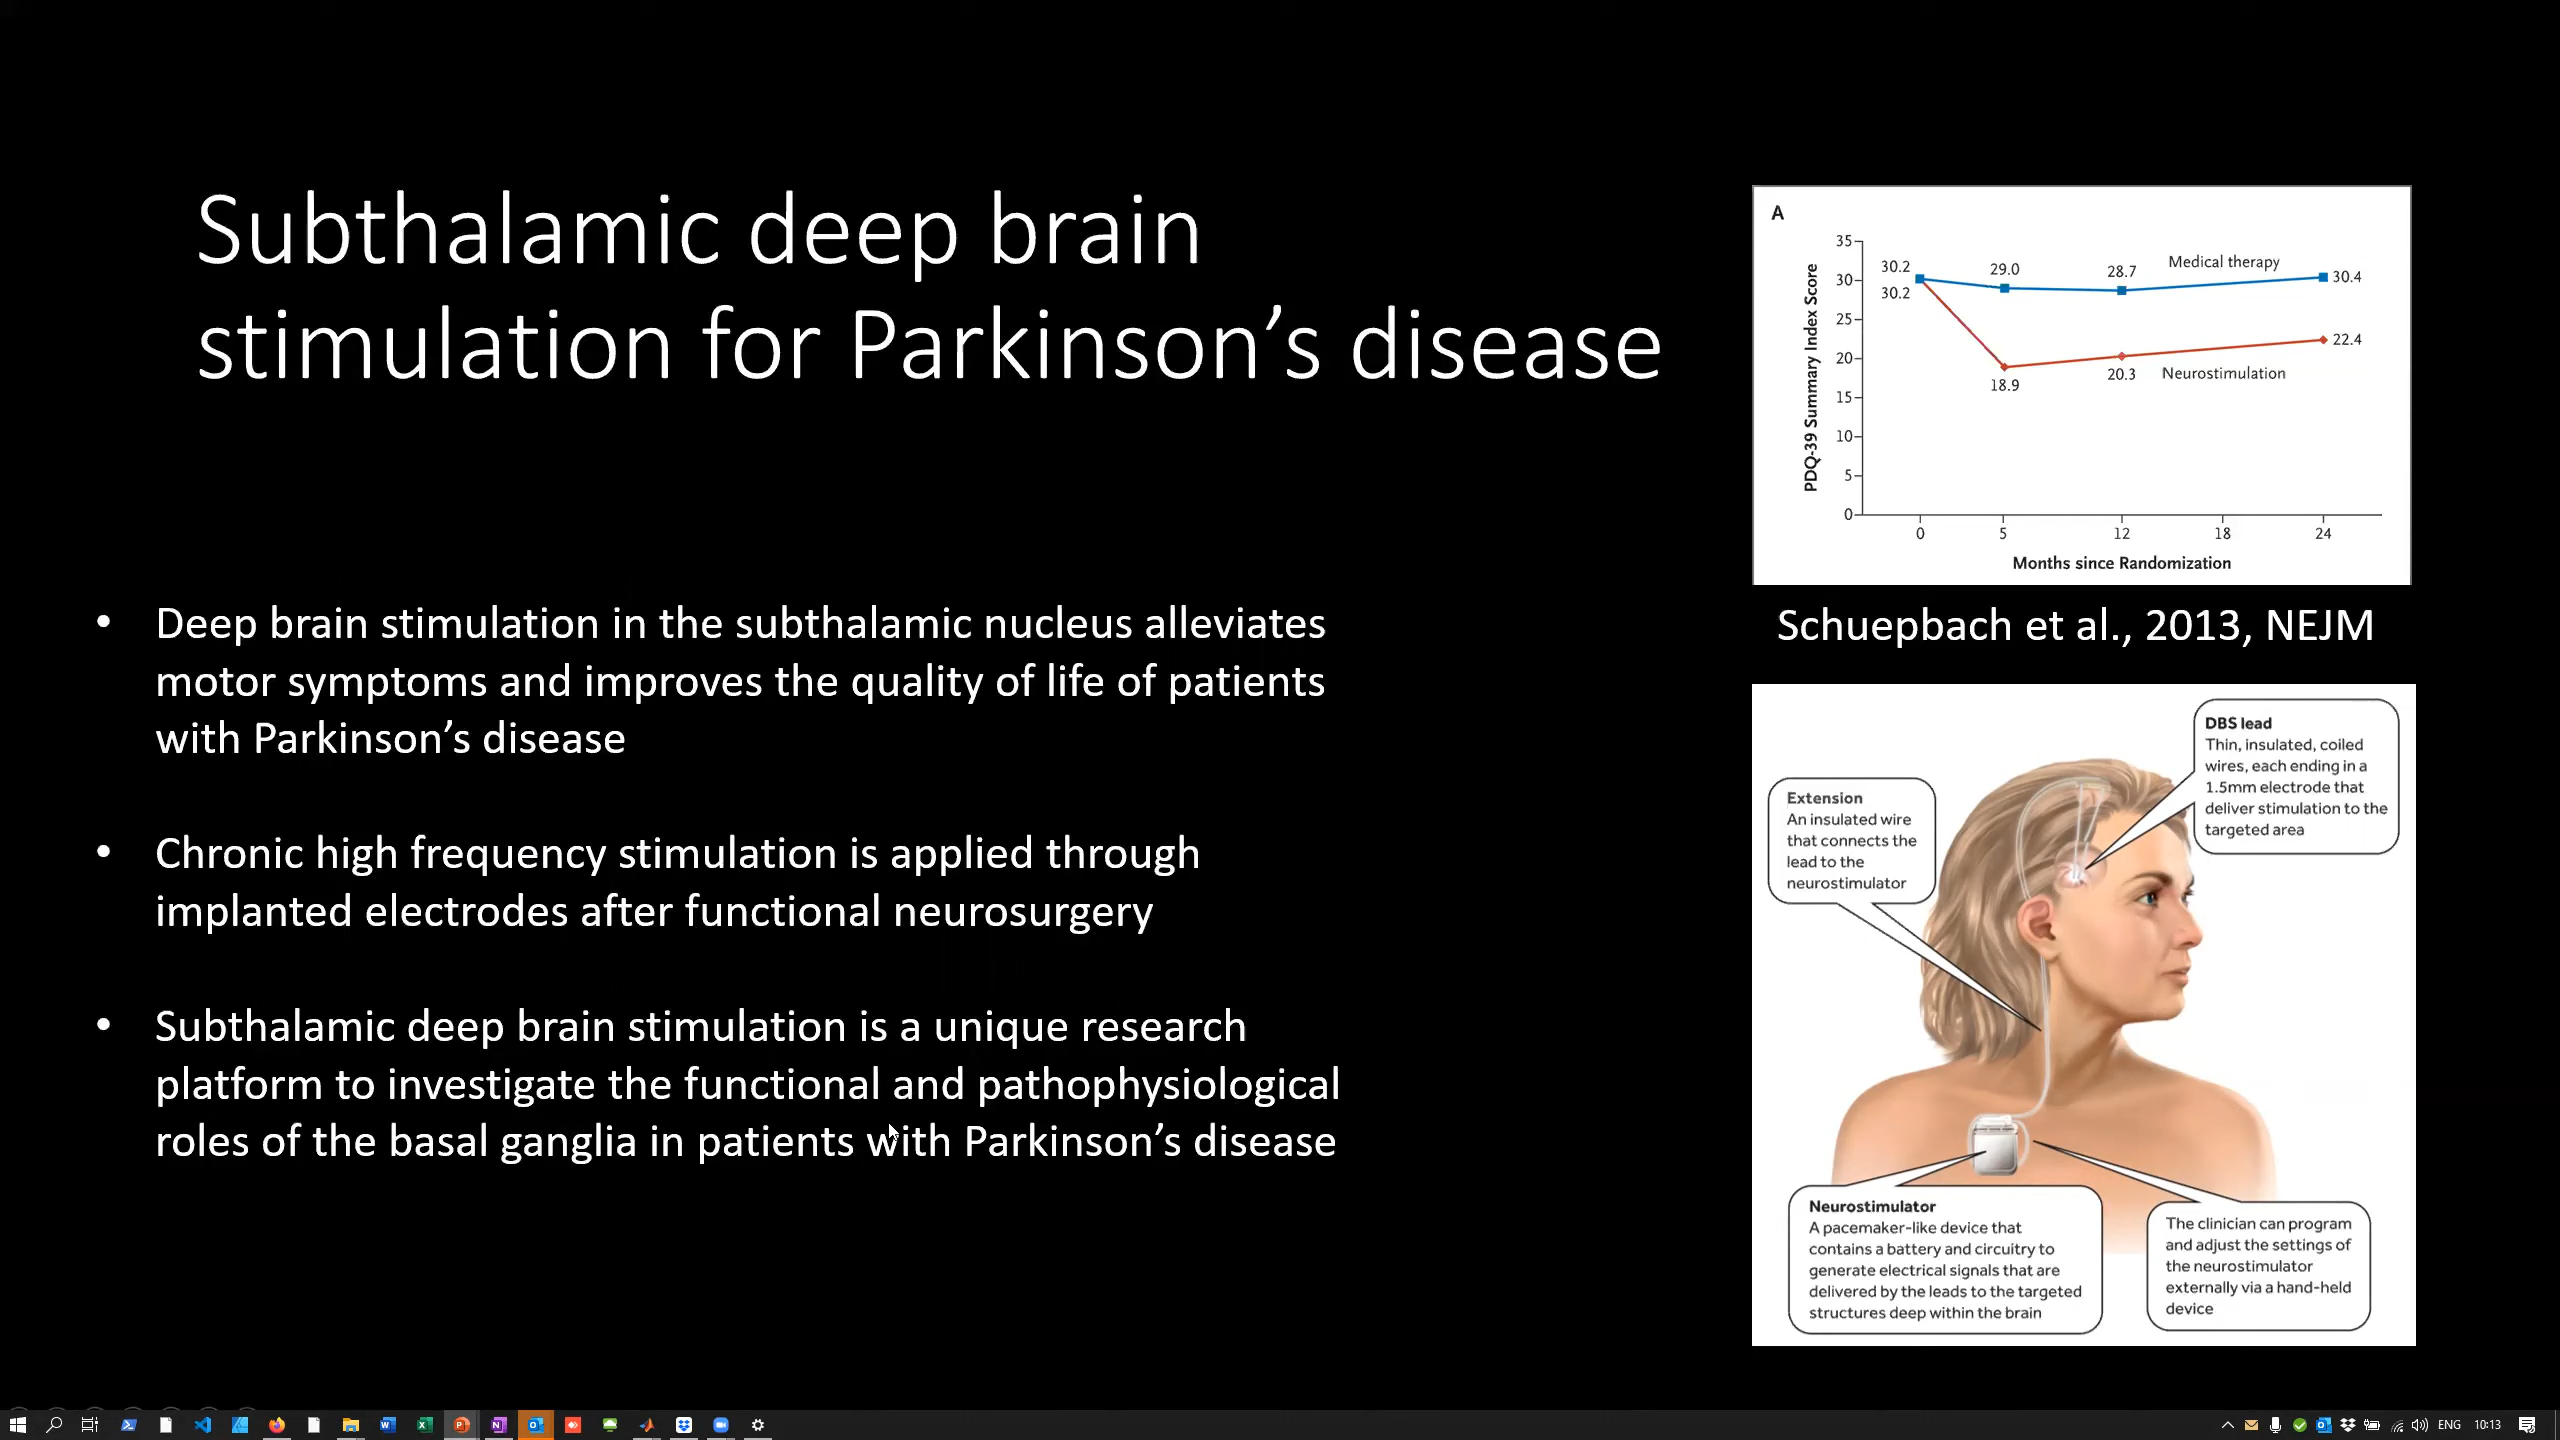 Subthalamic deep brain
stimulation for Parkinson’s disease
• Deep brain stimulation in the subthalamic nucleus alleviates
motor symptoms and improves the quality of life of patients
with Parkinson’s disease
• Chronic high frequency stimulation is applied through
implanted electrodes after functional neurosurgery
• Subthalamic deep brain stimulation is a unique research
platform to investigate the functional and pathophysiological
roles of the basal ganglia in patients with Parkinson’s disease
A
PDQ-39 Summary Index Score
35
30
25
20
15
10
5
0
30.2
30.2
29.0
28.7
Medical therapy
30.4
18.9
20.3
Neurostimulation
22.4
0 5 12 18 24
Months since Randomization
Schuepbach et al., 2013, NEJM
DBS lead
Thin, insulated, coiled
wires, each ending in a
1.5mm electrode that
deliver stimulation to the
targeted area
Extension
An insulated wire
that connects the
lead to the
neurostimulator
Neurostimulator
A pacemaker-like device that
contains a battery and circuitry to
generate electrical signals that are
delivered by the leads to the targeted
structures deep within the brain
The clinician can program
and adjust the settings of
the neurostimulator
externally via a hand-held
device
ENG 10:13